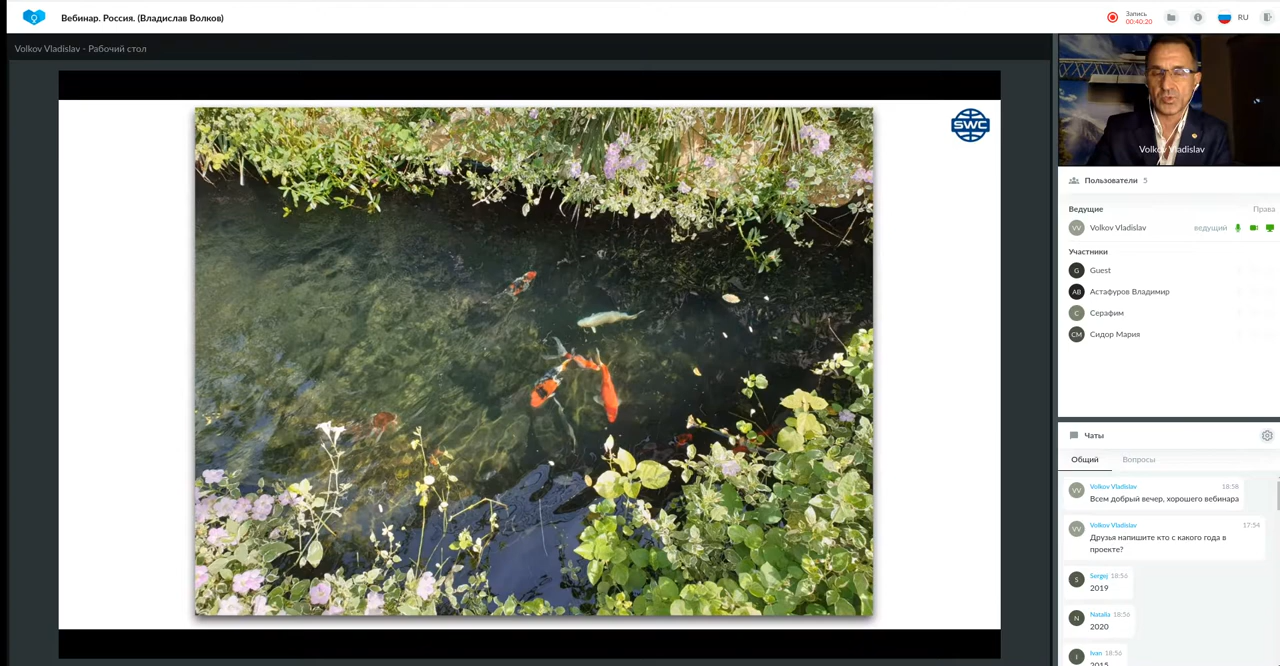 Вебинар. Россия. (Владислав Волков)
Запись
00:40:20
RU
Volkov Vladislav - Рабочий стол
SWC
Volkov Vladislav
Пользователи 5
Ведущие Права
VV Volkov Vladislav ведущий
Участники
G Guest
АВ Астафуров Владимир
С Серафим
СМ Сидор Мария
Чаты
Общий Вопросы
VV Volkov Vladislav 18:58
Всем добрый вечер, хорошего вебинара
VV Volkov Vladislav 17:54
Друзья напишите кто с какого года в
проекте?
S Sergej 18:56
2019
N Natalia 18:56
2020
I Ivan 18:56
2015